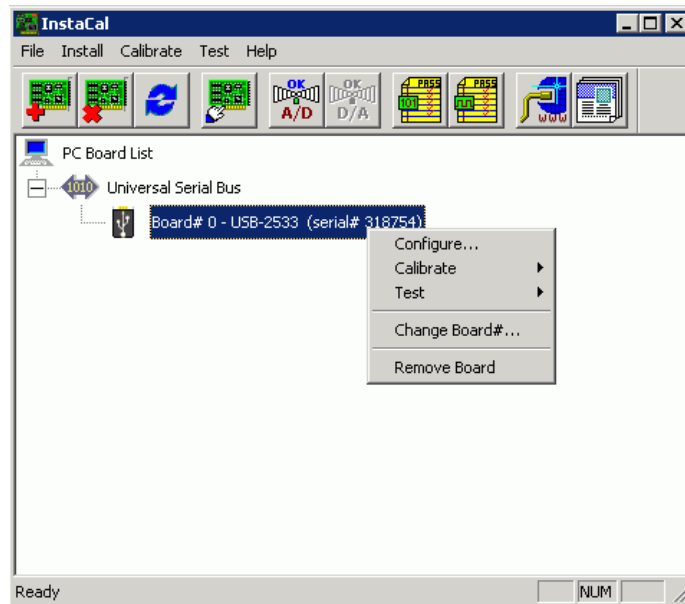 InstaCal
File Install Calibrate Test Help
OK A/D
OK D/A
PASS 101
PASS
www
PC Board List
1010 Universal Serial Bus
Board# 0 - USB-2533 (serial# 318754)
Configure...
Calibrate
Test
Change Board#...
Remove Board
Ready
NUM